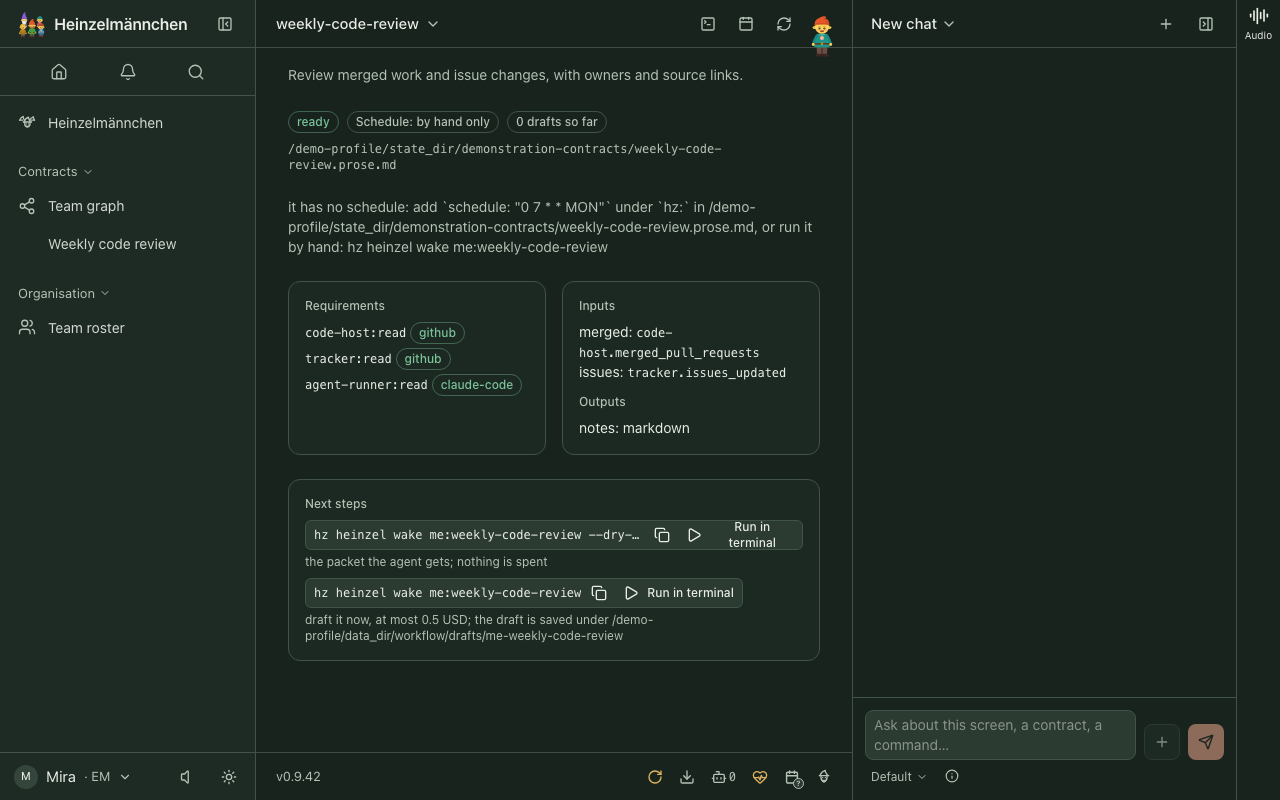 Heinzelmännchen
weekly-code-review
New chat
Audio
Heinzelmännchen
Contracts
Team graph
Weekly code review
Organisation
Team roster
Review merged work and issue changes, with owners and source links.
ready
Schedule: by hand only
0 drafts so far
/demo-profile/state_dir/demonstration-contracts/weekly-code-
review.prose.md
it has no schedule: add `schedule: "0 7 * * MON"` under `hz:` in /demo-
profile/state_dir/demonstration-contracts/weekly-code-review.prose.md, or run it
by hand: hz heinzel wake me:weekly-code-review
Requirements
code-host:read github
tracker:read github
agent-runner:read claude-code
Inputs
merged: code-
host.merged_pull_requests
issues: tracker.issues_updated
Outputs
notes: markdown
Next steps
hz heinzel wake me:weekly-code-review --dry-…
Run in
terminal
the packet the agent gets; nothing is spent
hz heinzel wake me:weekly-code-review
Run in terminal
draft it now, at most 0.5 USD; the draft is saved under /demo-
profile/data_dir/workflow/drafts/me-weekly-code-review
Ask about this screen, a contract, a
command...
Default
M
Mira · EM
v0.9.42
0
?